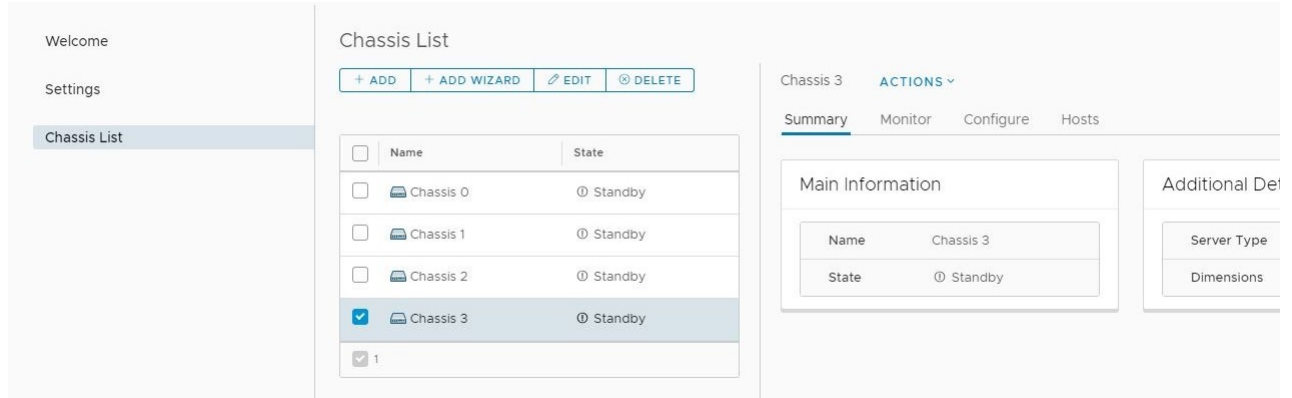 Welcome
Settings
Chassis List
Chassis List
+ ADD
+ ADD WIZARD
EDIT
DELETE
Name State
Chassis 0 Standby
Chassis 1 Standby
Chassis 2 Standby
Chassis 3 Standby
1
Chassis 3 ACTIONS
Summary Monitor Configure Hosts
Main Information
Name Chassis 3
State Standby
Additional Det
Server Type
Dimensions